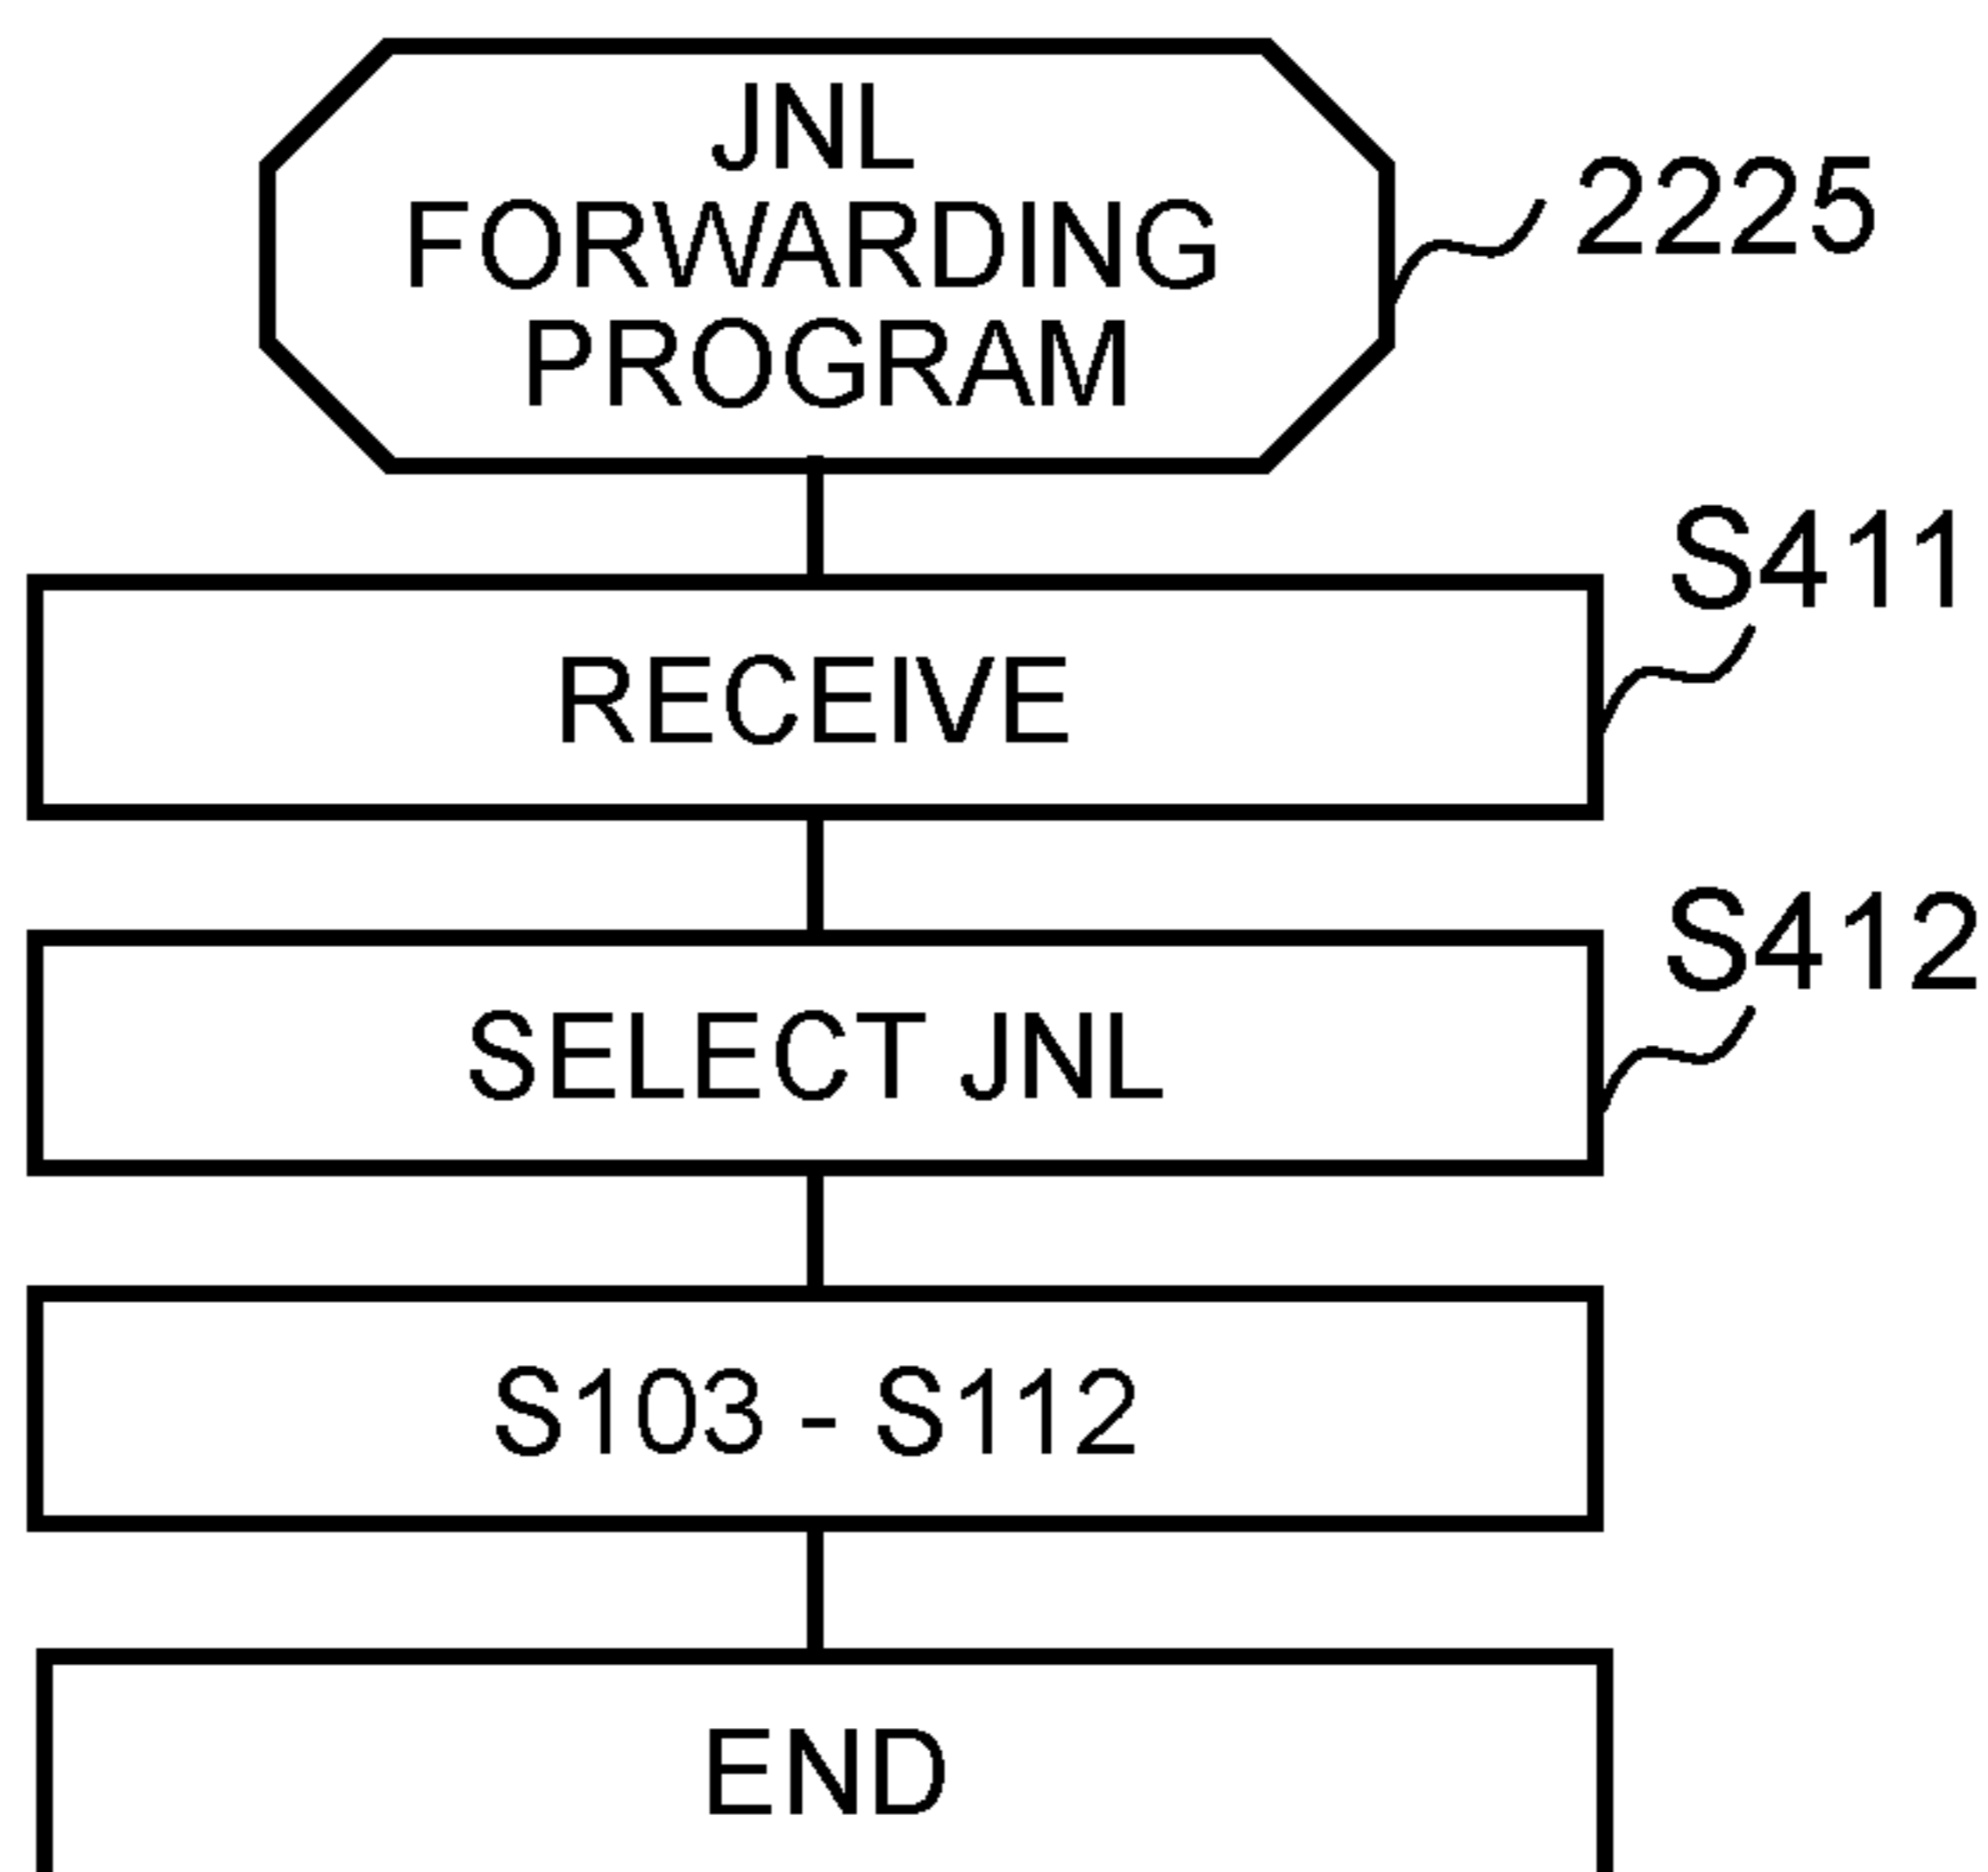 JNL
FORWARDING
PROGRAM
2225
S411
RECEIVE
S412
SELECT JNL
S103 - S112
END